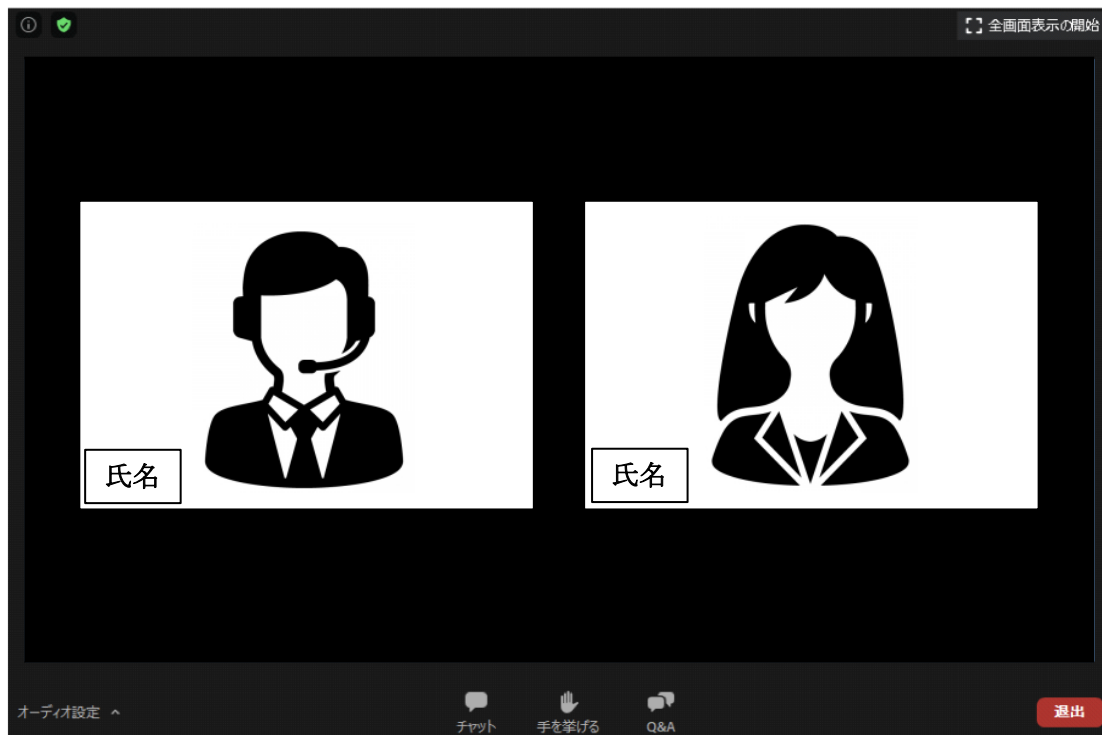 全画面表示の開始
氏名
氏名
オーディオ設定
チャット
手を挙げる
Q&A
退出